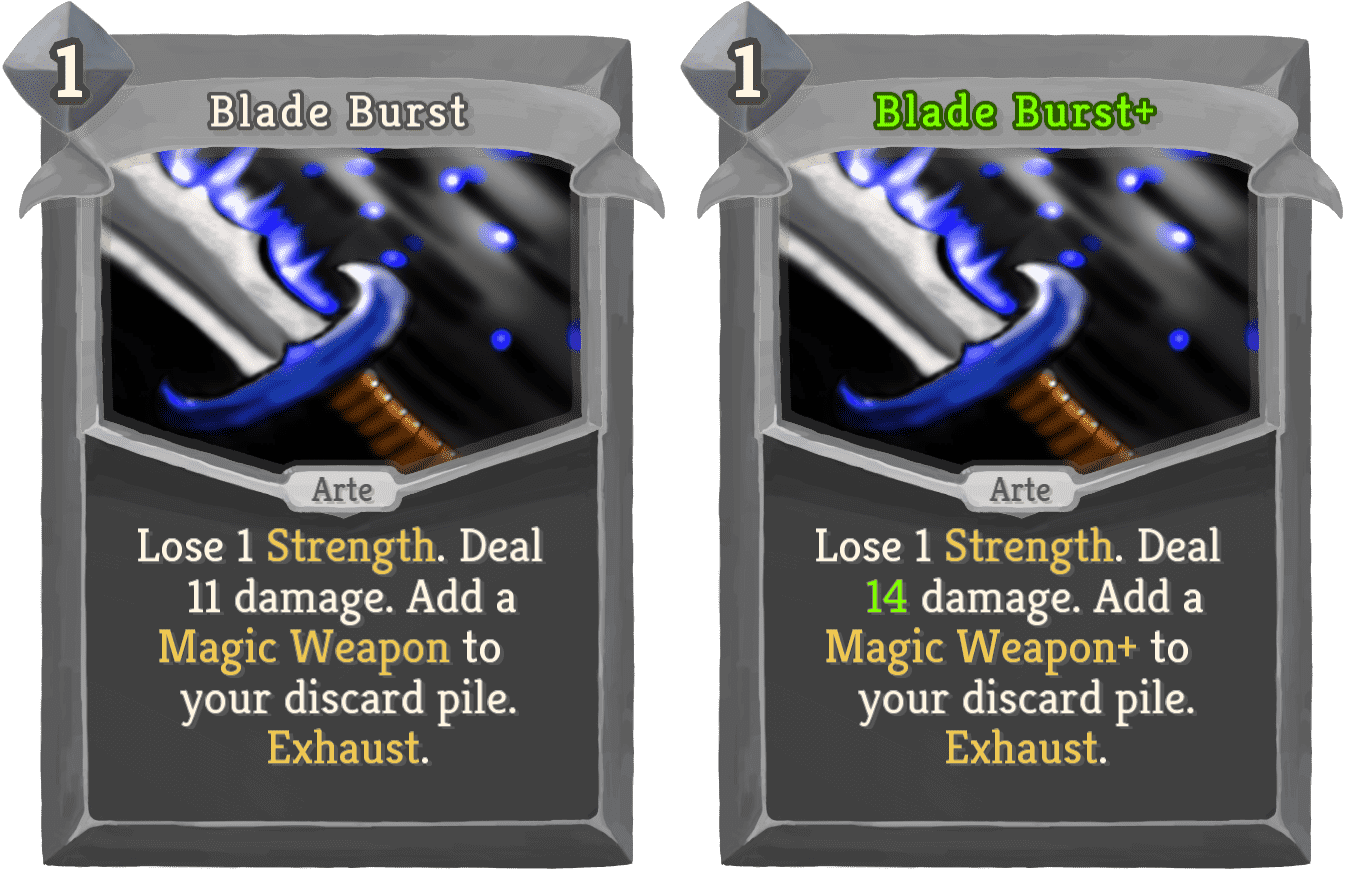 1
Blade Burst
Arte
Lose 1 Strength. Deal
11 damage. Add a
Magic Weapon to
your discard pile.
Exhaust.
1
Blade Burst+
Arte
Lose 1 Strength. Deal
14 damage. Add a
Magic Weapon+ to
your discard pile.
Exhaust.